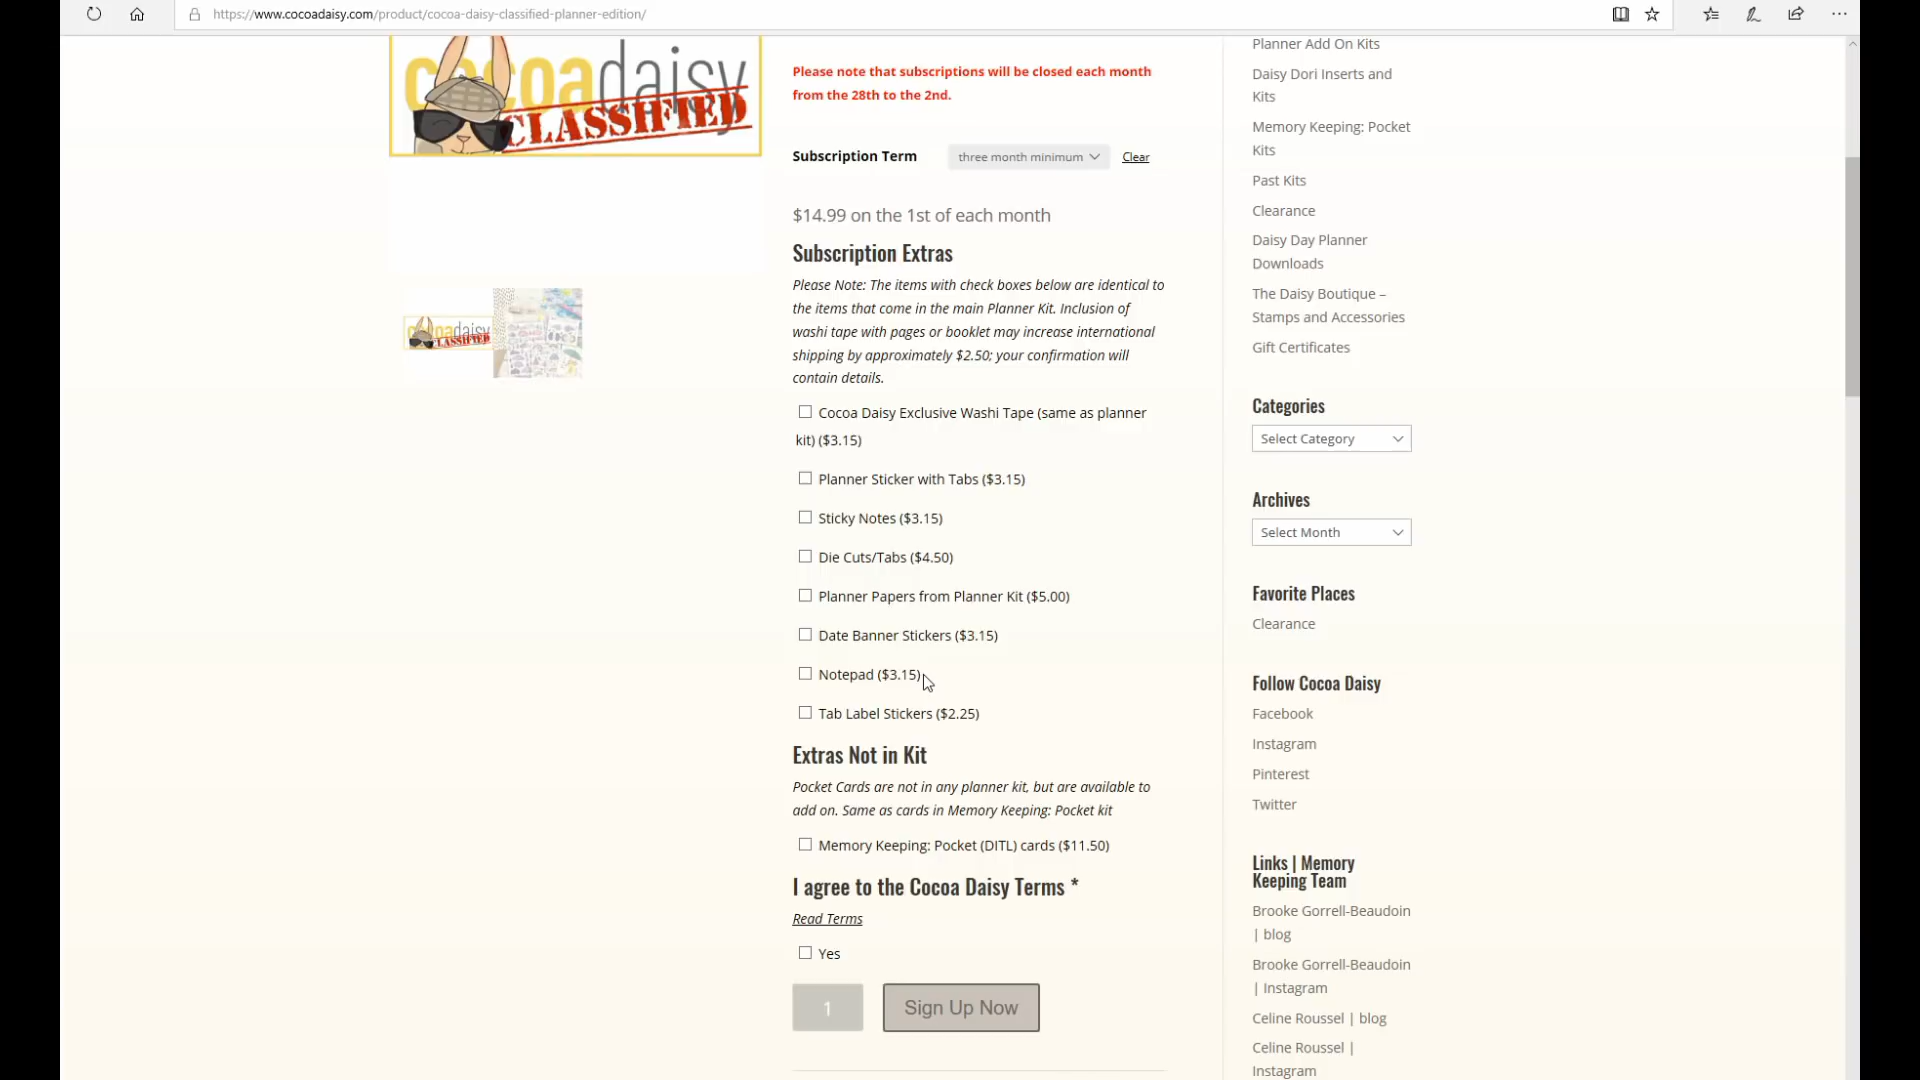 https://www.cocoadaisy.com/product/cocoa-daisy-classified-planner-edition/
cocoadaisy
CLASSIFIED
cocoadaisy
CLASSIFIED
Please note that subscriptions will be closed each month
from the 28th to the 2nd.
Subscription Term
three month minimum
Clear
$14.99 on the 1st of each month
Subscription Extras
Please Note: The items with check boxes below are identical to
the items that come in the main Planner Kit. Inclusion of
washi tape with pages or booklet may increase international
shipping by approximately $2.50; your confirmation will
contain details.
Cocoa Daisy Exclusive Washi Tape (same as planner
kit) ($3.15)
Planner Sticker with Tabs ($3.15)
Sticky Notes ($3.15)
Die Cuts/Tabs ($4.50)
Planner Papers from Planner Kit ($5.00)
Date Banner Stickers ($3.15)
Notepad ($3.15)
Tab Label Stickers ($2.25)
Extras Not in Kit
Pocket Cards are not in any planner kit, but are available to
add on. Same as cards in Memory Keeping: Pocket kit
Memory Keeping: Pocket (DITL) cards ($11.50)
I agree to the Cocoa Daisy Terms *
Read Terms
Yes
1
Sign Up Now
Planner Add On Kits
Daisy Dori Inserts and
Kits
Memory Keeping: Pocket
Kits
Past Kits
Clearance
Daisy Day Planner
Downloads
The Daisy Boutique –
Stamps and Accessories
Gift Certificates
Categories
Select Category
Archives
Select Month
Favorite Places
Clearance
Follow Cocoa Daisy
Facebook
Instagram
Pinterest
Twitter
Links | Memory
Keeping Team
Brooke Gorrell-Beaudoin
| blog
Brooke Gorrell-Beaudoin
| Instagram
Celine Roussel | blog
Celine Roussel |
Instagram